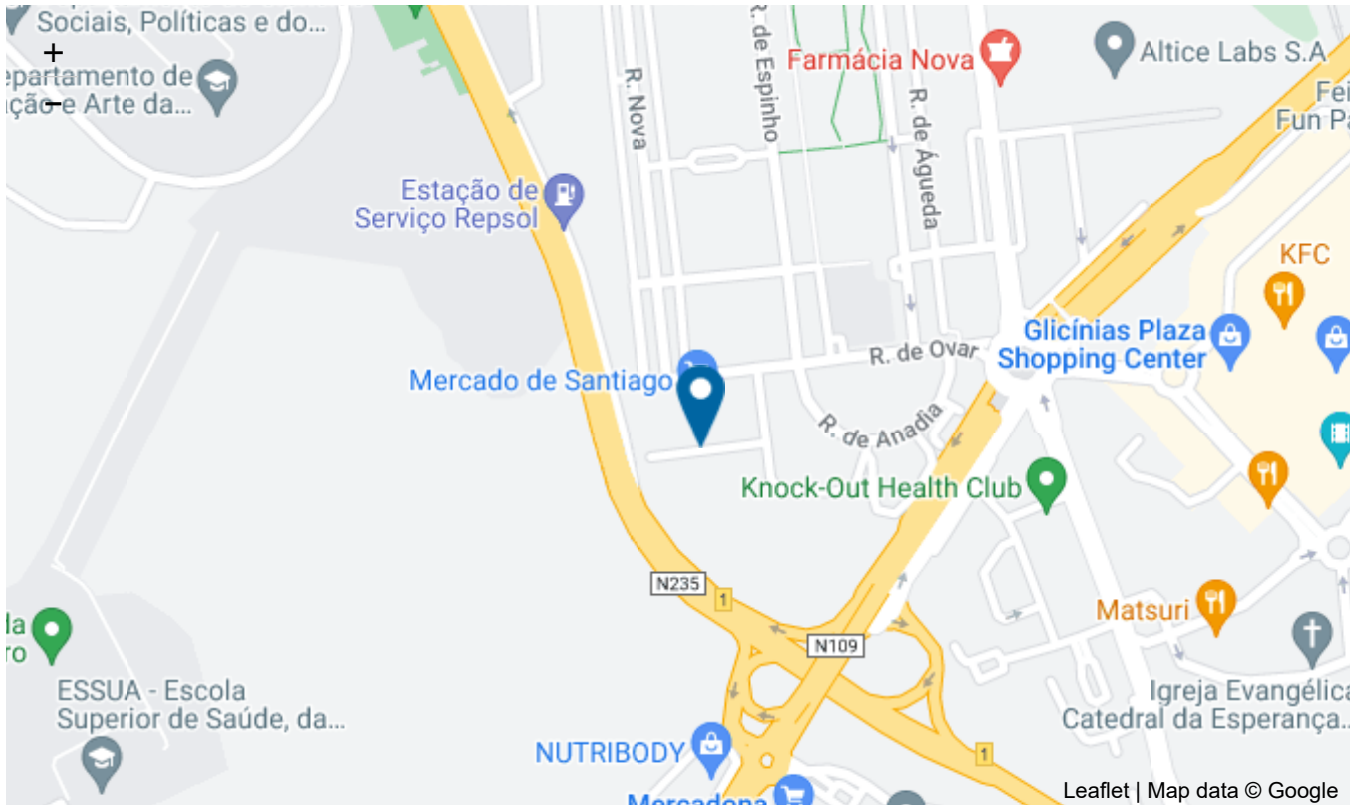 Sociais, Políticas e do...
+
epartamento de
ção e Arte da...
−
Farmácia Nova
Altice Labs S.A
Fei
Fun Pa
R. Nova
R. de Espinho
R. de Águeda
Estação de
Serviço Repsol
KFC
Glicínias Plaza
Shopping Center
R. de Ovar
Mercado de Santiago
R. de Anadia
Knock-Out Health Club
N235
1
Matsuri
da
ro
N109
ESSUA - Escola
Superior de Saúde, da...
Igreja Evangélica
Catedral da Esperança...
NUTRIBODY
1
Mercadona
Leaflet | Map data © Google